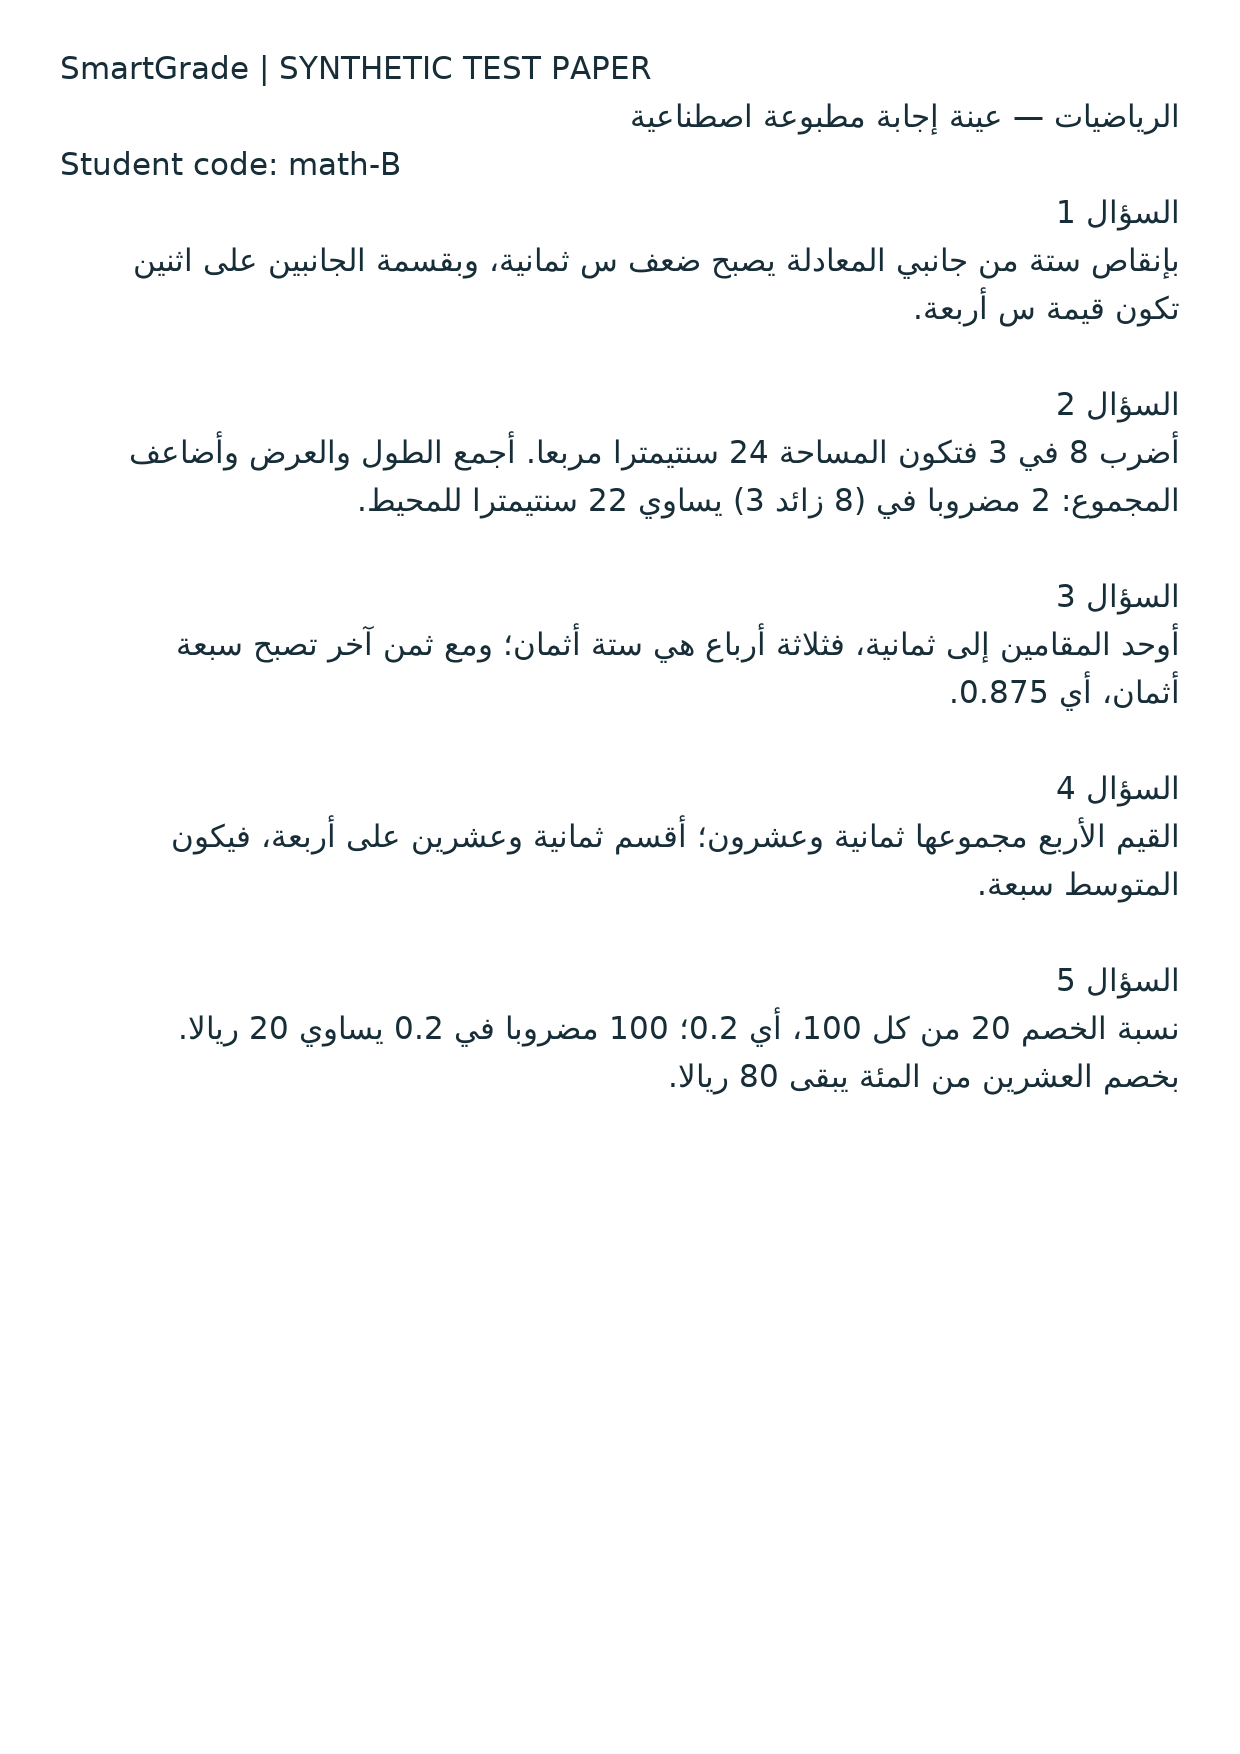 SmartGrade | SYNTHETIC TEST PAPER
الرياضيات — عينة إجابة مطبوعة اصطناعية
Student code: math-B
السؤال 1
بإنقاص ستة من جانبي المعادلة يصبح ضعف س ثمانية، وبقسمة الجانبين على اثنين
تكون قيمة س أربعة.
السؤال 2
أضرب 8 في 3 فتكون المساحة 24 سنتيمترا مربعا. أجمع الطول والعرض وأضاعف
المجموع: 2 مضروبا في (8 زائد 3) يساوي 22 سنتيمترا للمحيط.
السؤال 3
أوحد المقامين إلى ثمانية، فثلاثة أرباع هي ستة أثمان؛ ومع ثمن آخر تصبح سبعة
أثمان، أي 0.875.
السؤال 4
القيم الأربع مجموعها ثمانية وعشرون؛ أقسم ثمانية وعشرين على أربعة، فيكون
المتوسط سبعة.
السؤال 5
نسبة الخصم 20 من كل 100، أي 0.2؛ 100 مضروبا في 0.2 يساوي 20 ريالا.
بخصم العشرين من المئة يبقى 80 ريالا.